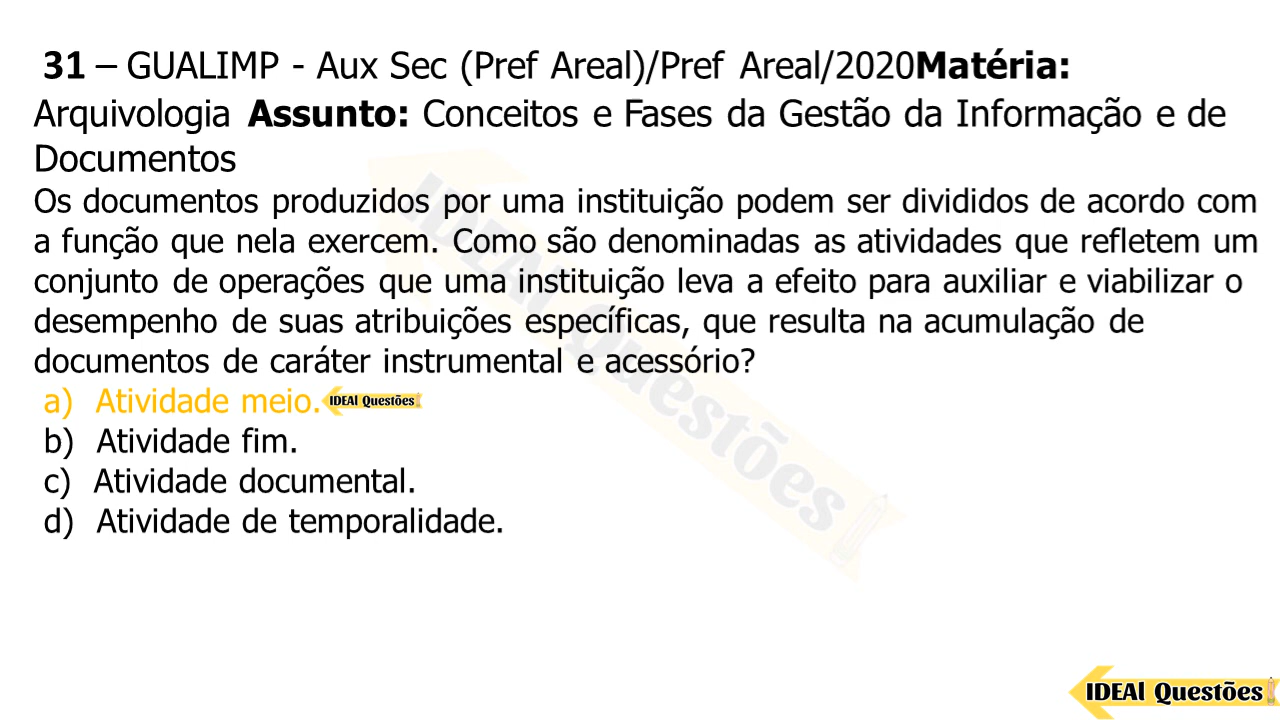 31 – GUALIMP - Aux Sec (Pref Areal)/Pref Areal/2020Matéria:
Arquivologia Assunto: Conceitos e Fases da Gestão da Informação e de
Documentos
Os documentos produzidos por uma instituição podem ser divididos de acordo com
a função que nela exercem. Como são denominadas as atividades que refletem um
conjunto de operações que uma instituição leva a efeito para auxiliar e viabilizar o
desempenho de suas atribuições específicas, que resulta na acumulação de
documentos de caráter instrumental e acessório?
a) Atividade meio. IDEAl Questões
b) Atividade fim.
c) Atividade documental.
d) Atividade de temporalidade.
IDEAl Questões
IDEAl Questões